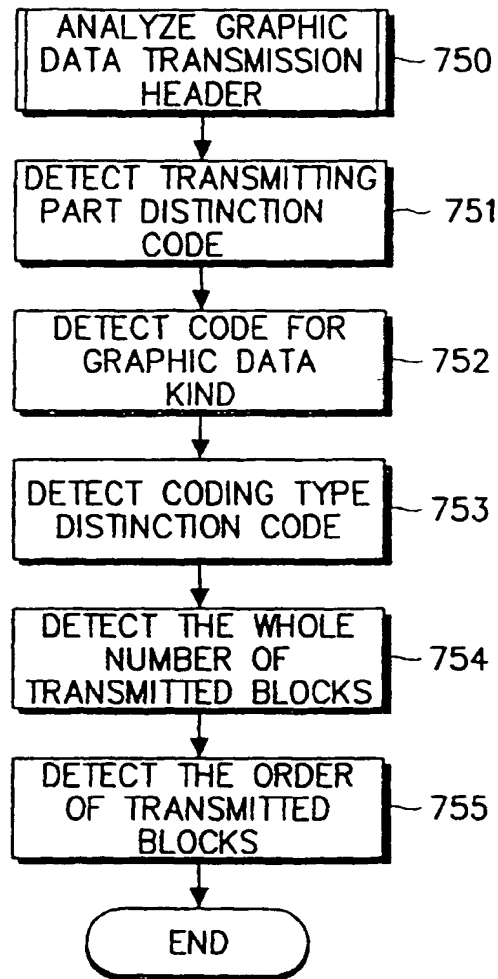 ANALYZE GRAPHIC
DATA TRANSMISSION
HEADER
750
DETECT TRANSMITTING
PART DISTINCTION
CODE
751
DETECT CODE FOR
GRAPHIC DATA
KIND
752
DETECT CODING TYPE
DISTINCTION CODE
753
DETECT THE WHOLE
NUMBER OF
TRANSMITTED BLOCKS
754
DETECT THE ORDER
OF TRANSMITTED
BLOCKS
755
END